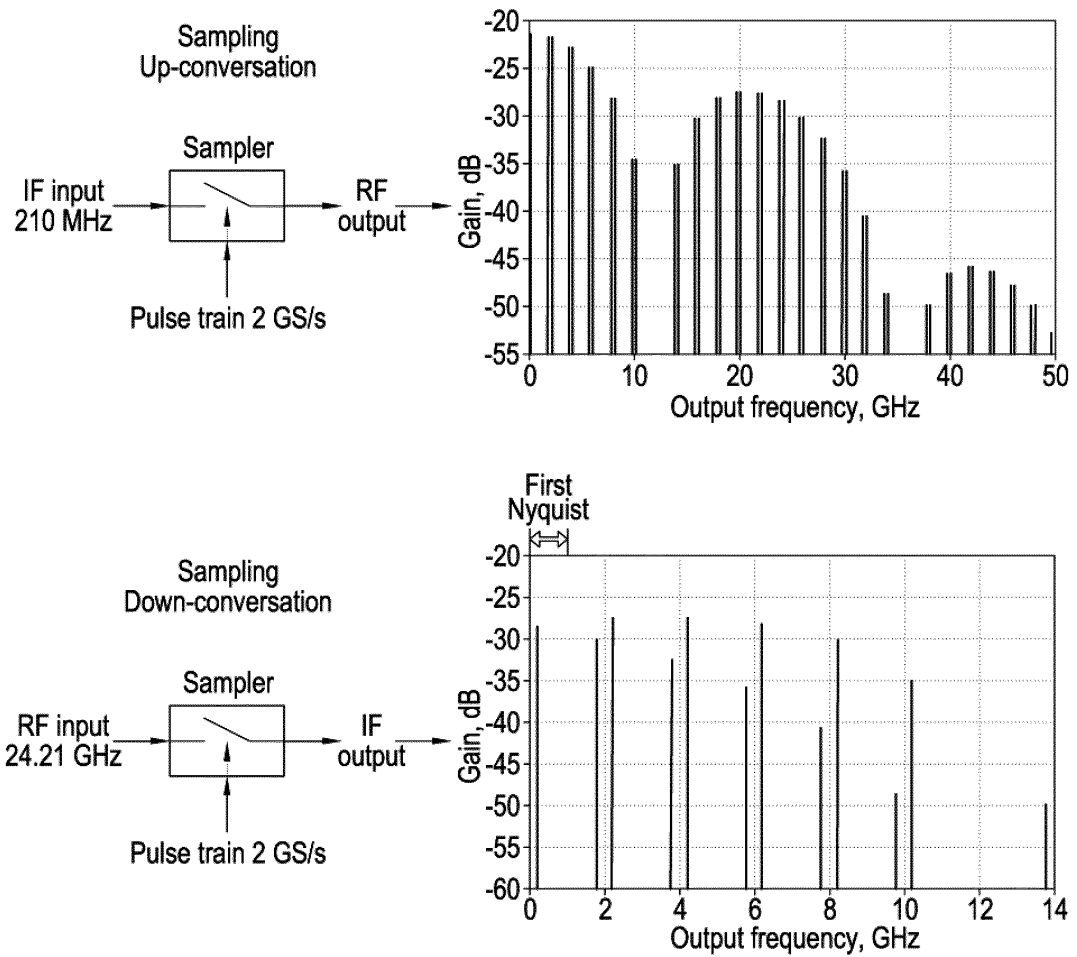 Sampling
Up-conversation
Sampler
IF input
210 MHz
RF
output
Pulse train 2 GS/s
Gain, dB
-20
-25
-30
-35
-40
-45
-50
-55
0 10 20 30 40 50
Output frequency, GHz
First
Nyquist
Sampling
Down-conversation
Sampler
RF input
24.21 GHz
IF
output
Pulse train 2 GS/s
Gain, dB
-20
-25
-30
-35
-40
-45
-50
-55
-60
0 2 4 6 8 10 12 14
Output frequency, GHz